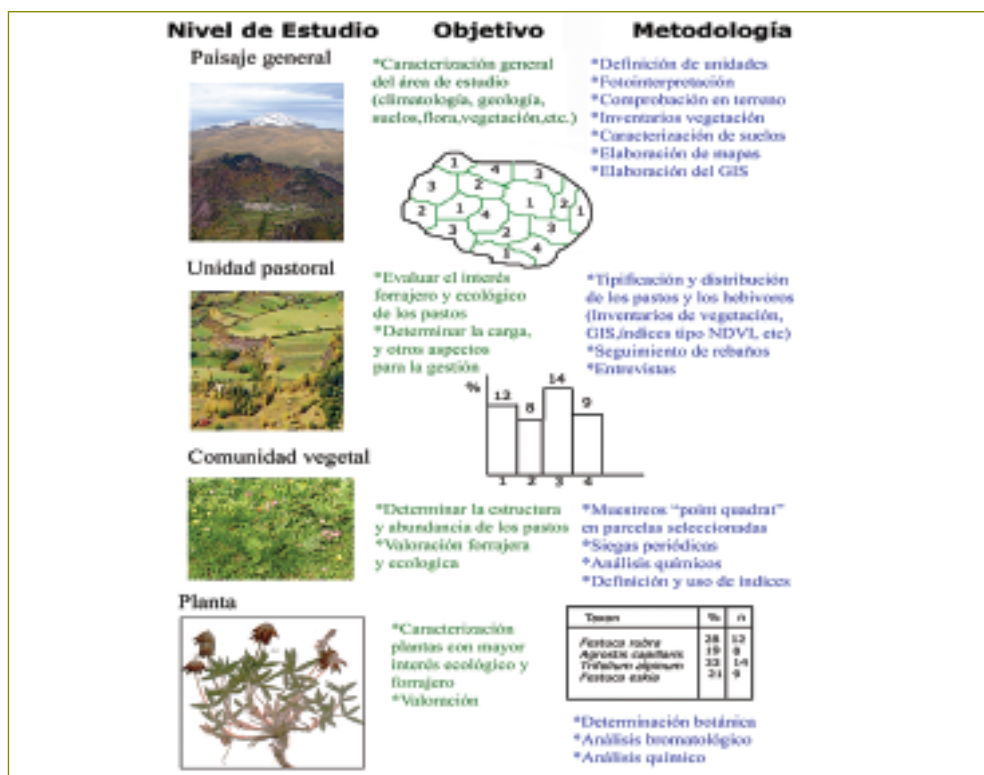 Nivel de Estudio
Objetivo
Metodología
Paisaje general
*Caracterización general
del área de estudio
(climatología, geología,
suelos,flora,vegetación,etc.)
*Definición de unidades
*Fotointerpretación
*Comprobación en terreno
*Inventarios vegetación
*Caracterización de suelos
*Elaboración de mapas
*Elaboración del GIS
1
4
3
3
2
1
2
1
2
1
4
3
3
2
1
4
Unidad pastoral
*Evaluar el interés
forrajero y ecológico
de los pastos
*Determinar la carga,
y otros aspectos
para la gestión
*Tipificación y distribución
de los pastos y los hebívoros
(Inventarios de vegetación,
GIS,índices tipo NDVI, etc)
*Seguimiento de rebaños
*Entrevistas
%
12
8
14
9
1 2 3 4
Comunidad vegetal
*Determinar la estructura
y abundancia de los pastos
*Valoración forrajera
y ecologica
*Muestreos "point quadrat"
en parcelas seleccionadas
*Siegas periódicas
*Análisis químicos
*Definición y uso de índices
Planta
*Caracterización
plantas con mayor
interés ecológico y
forrajero
*Valoración
Taxon % n
Festuca rubra 28 12
Agrostis capillaris 19 8
Trifolium alpinum 32 14
Festuca eskia 21 9
*Determinación botánica
*Análisis bromatológico
*Análisis químico